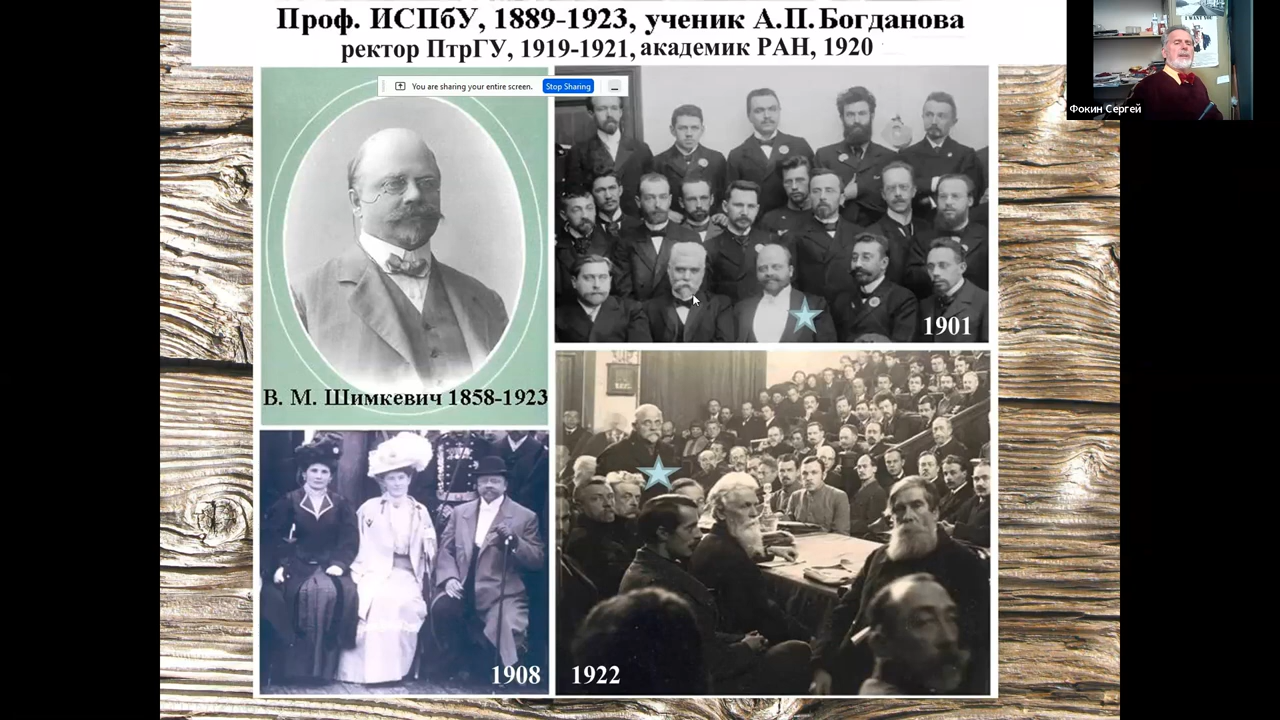 Проф. ИСПбУ, 1889-1923, ученик А.П. Богданова
ректор ПтрГУ, 1919-1921, академик РАН, 1920
You are sharing your entire screen.
Stop Sharing
Фокин Сергей
1901
В. М. Шимкевич 1858-1923
1908
1922